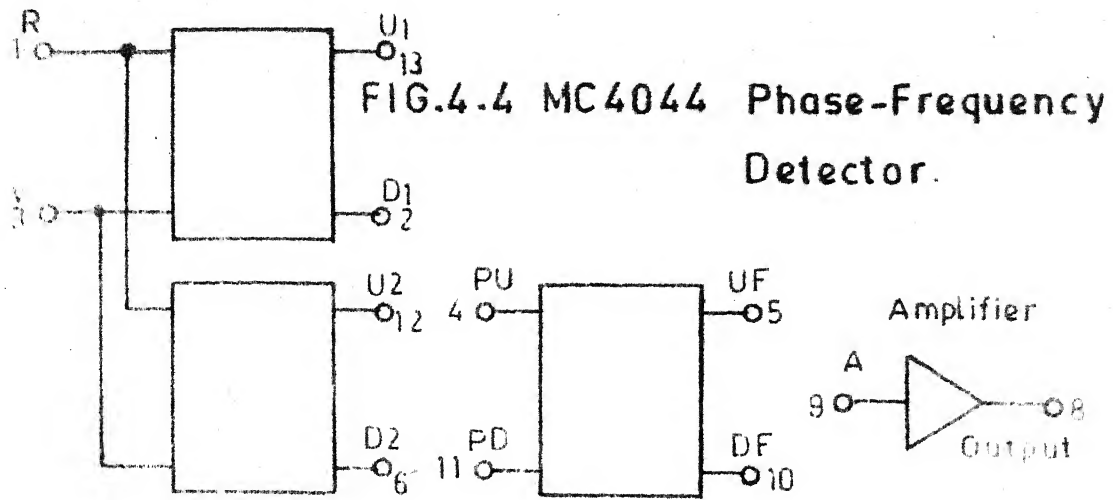 R
1
U1
13
FIG.4.4 MC4044 Phase-Frequency
Detector.
3
D1
2
U2
12
PU
4
UF
5
Amplifier
A
9
8
Output
D2
6
PD
11
DF
10